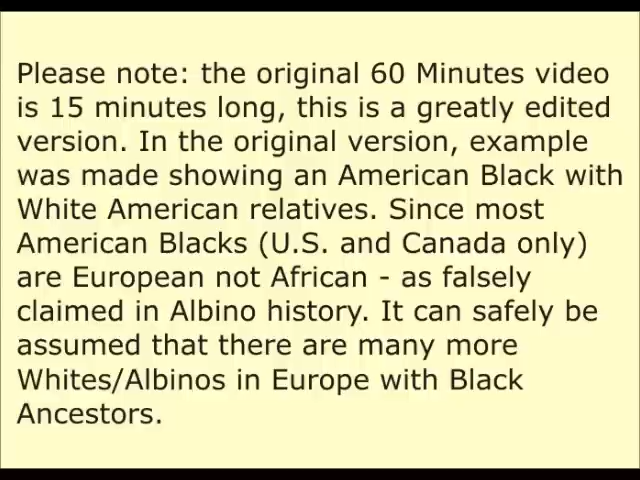 Please note: the original 60 Minutes video
is 15 minutes long, this is a greatly edited
version. In the original version, example
was made showing an American Black with
White American relatives. Since most
American Blacks (U.S. and Canada only)
are European not African - as falsely
claimed in Albino history. It can safely be
assumed that there are many more
Whites/Albinos in Europe with Black
Ancestors.